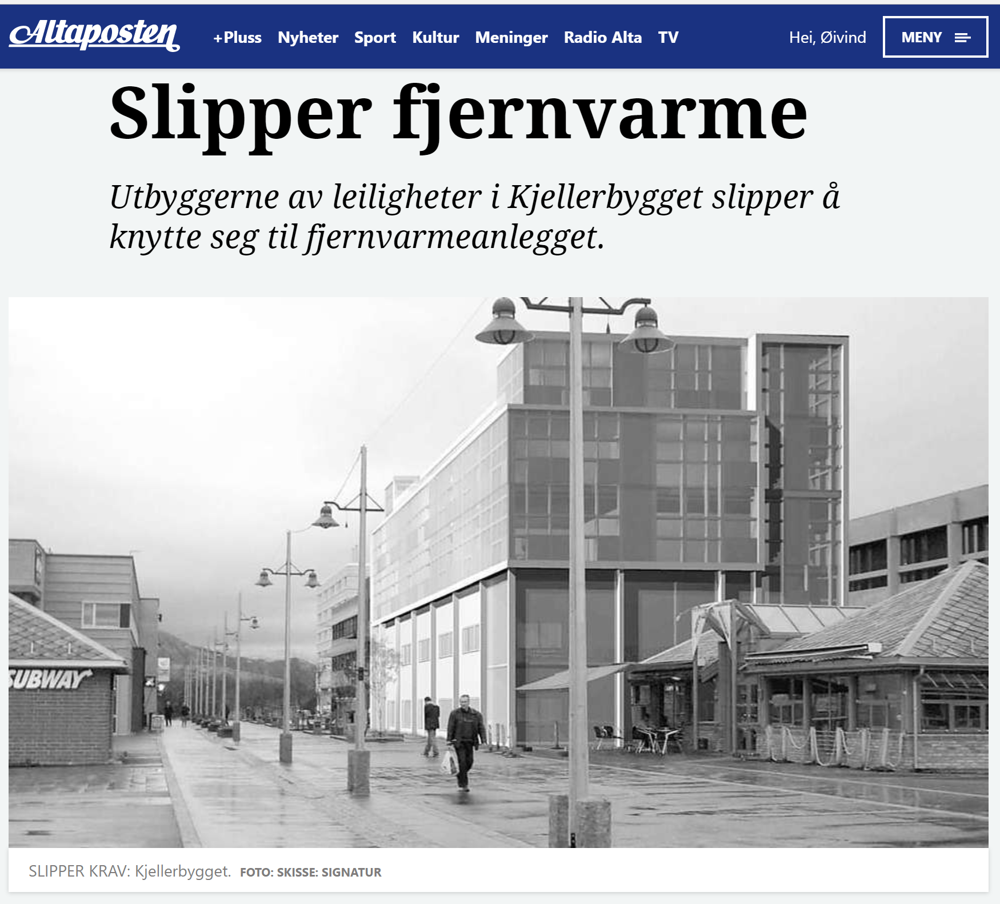 Altaposten
+Pluss Nyheter Sport Kultur Meninger Radio Alta TV
Hei, Øivind
MENY
Slipper fjernvarme
Utbyggerne av leiligheter i Kjellerbygget slipper å
knytte seg til fjernvarmeanlegget.
SUBWAY
SLIPPER KRAV: Kjellerbygget. FOTO: SKISSE: SIGNATUR